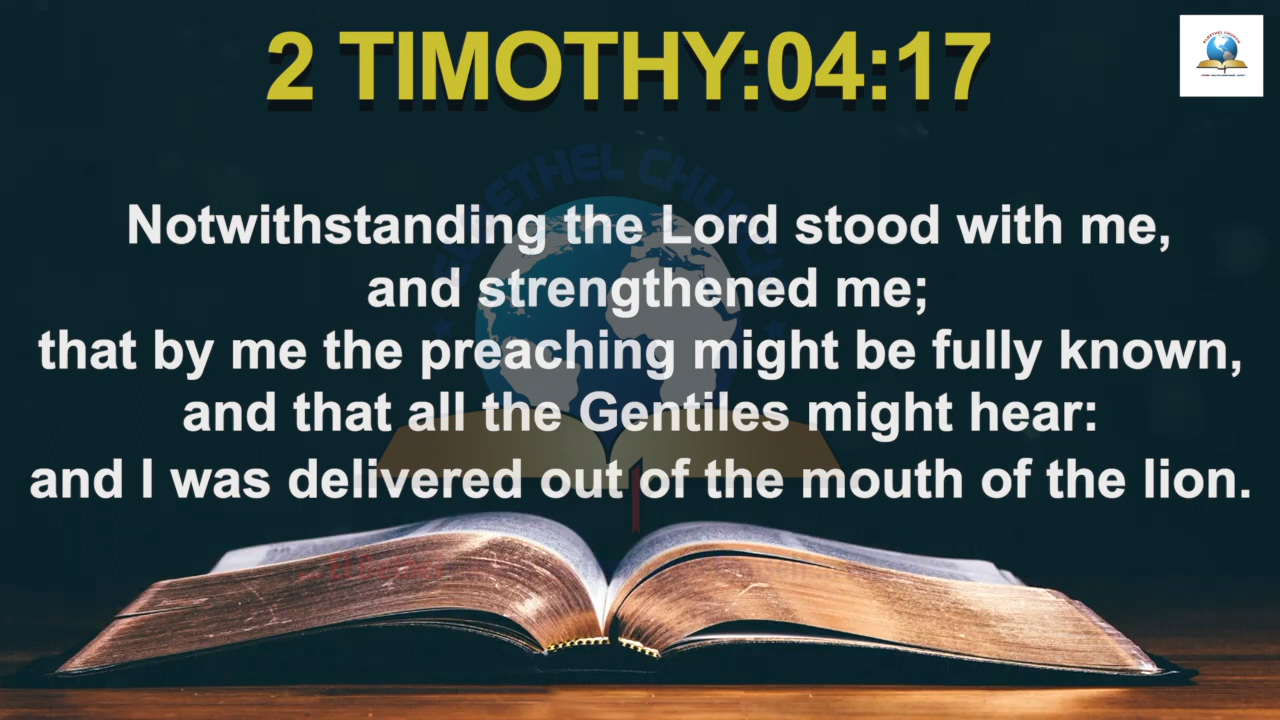 2 TIMOTHY:04:17
Notwithstanding the Lord stood with me,
and strengthened me;
that by me the preaching might be fully known,
and that all the Gentiles might hear:
and I was delivered out of the mouth of the lion.